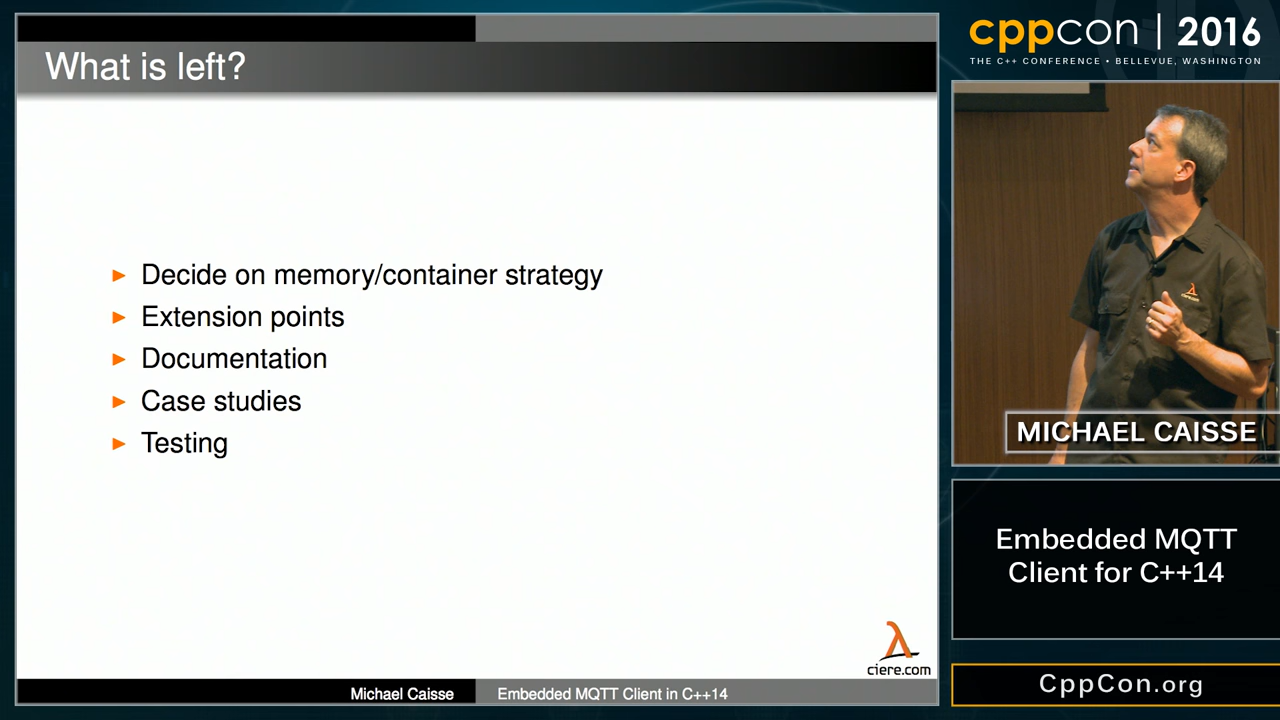 What is left?
Decide on memory/container strategy
Extension points
Documentation
Case studies
Testing
ciere.com
Michael Caisse
Embedded MQTT Client in C++14
cppcon | 2016
THE C++ CONFERENCE • BELLEVUE, WASHINGTON
MICHAEL CAISSE
Embedded MQTT
Client for C++14
CppCon.org